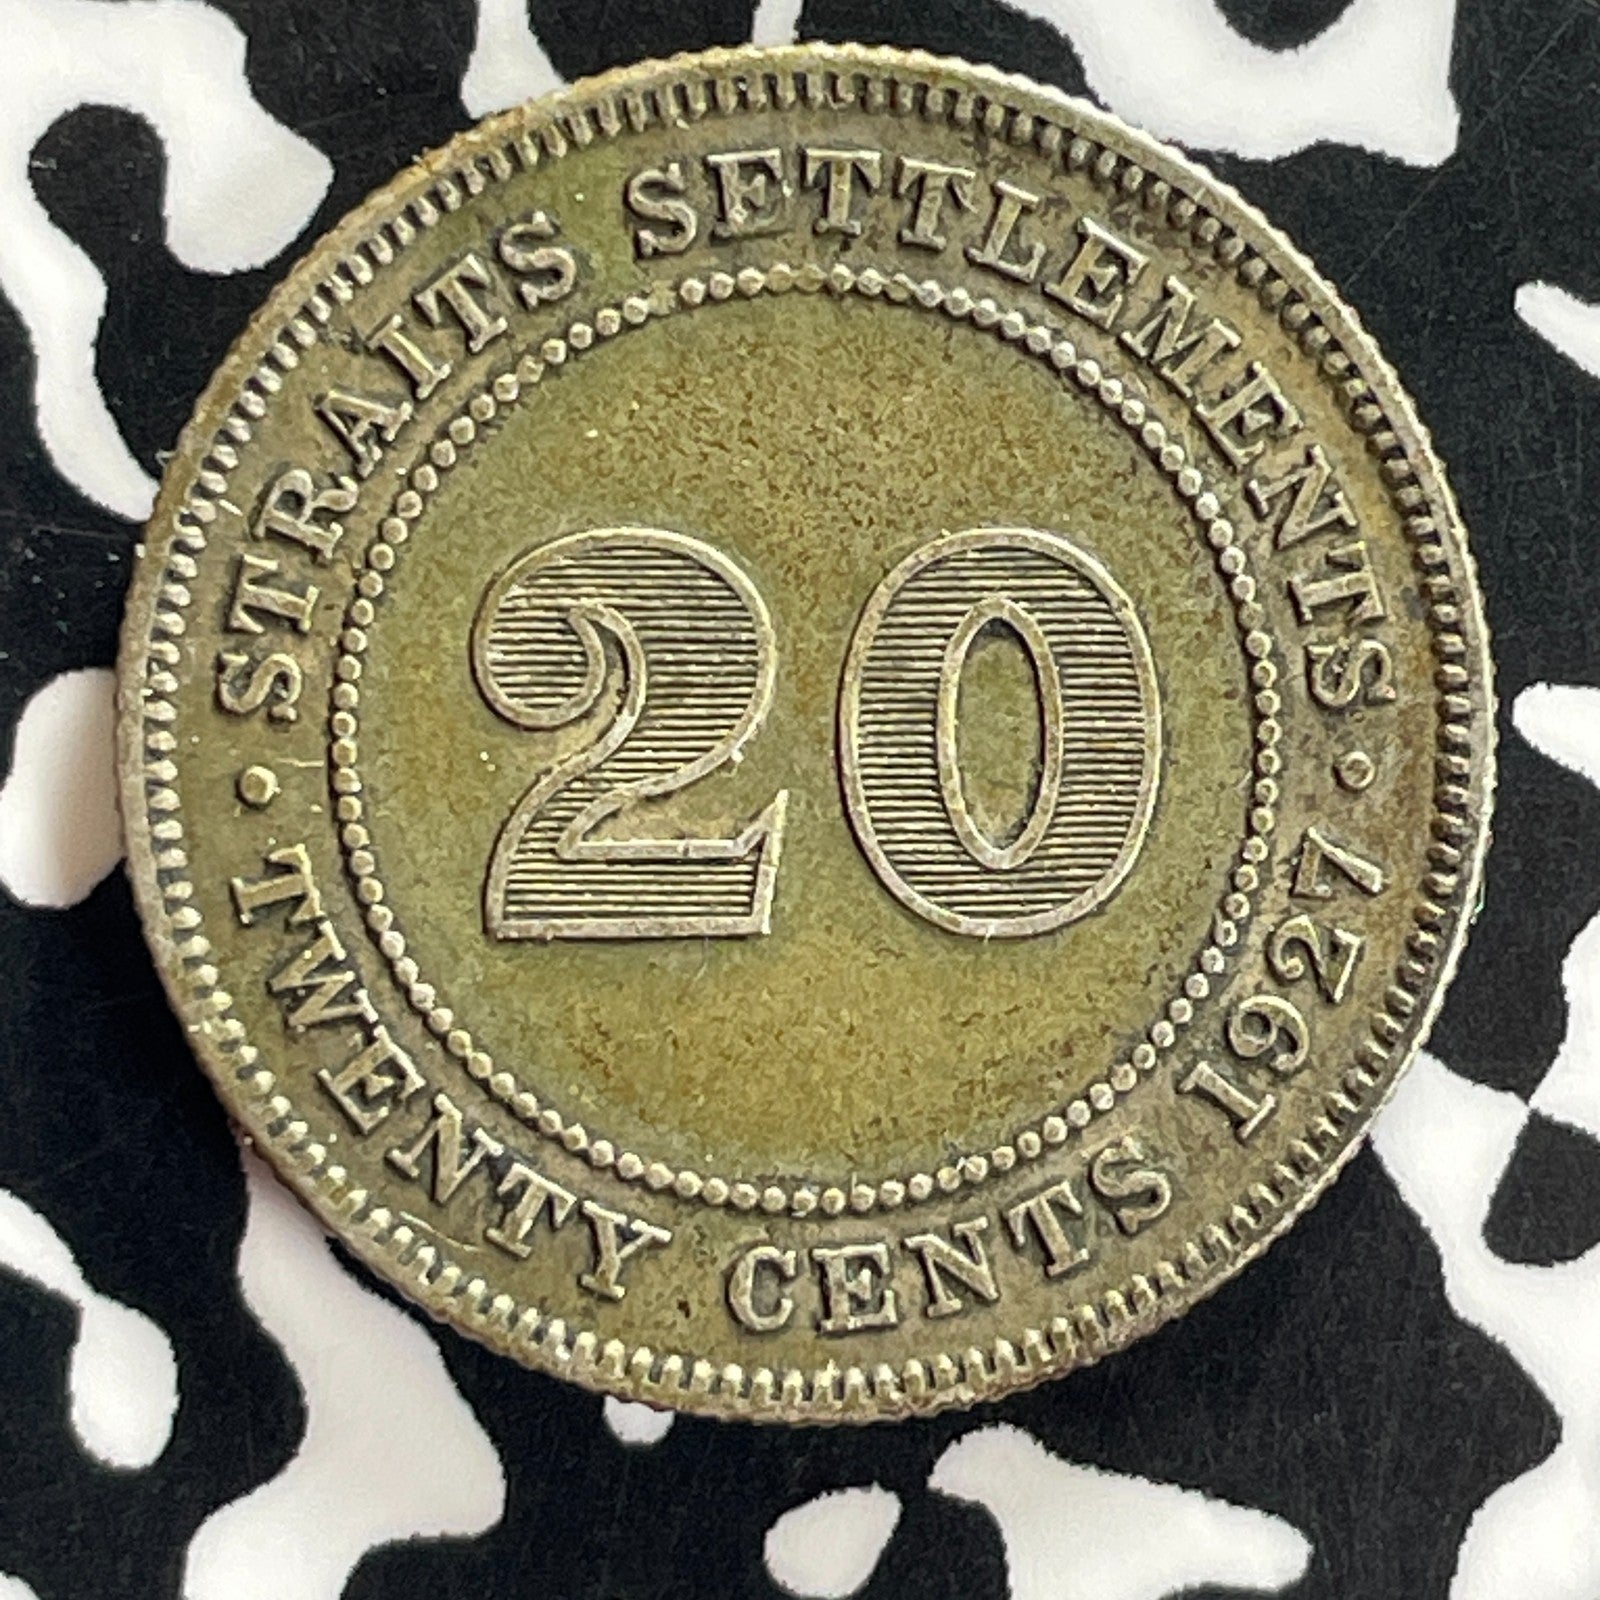 · STRAITS SETTLEMENTS ·
TWENTY CENTS 1927
20